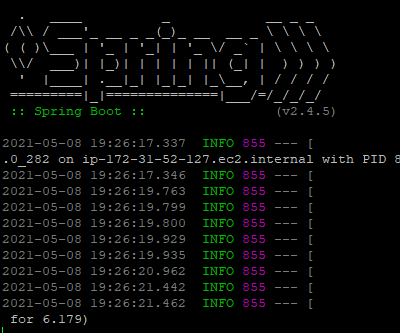 .   ____          _            __ _ _
 /\\ / ___'_ __ _ _(_)_ __  __ _ \ \ \ \
( ( )\___ | '_ | '_| | '_ \/ _` | \ \ \ \
 \\/  ___)| |_)| | | | | || (_| |  ) ) ) )
  '  |____| .__|_| |_|_| |_\__, | / / / /
 =========|_|==============|___/=/_/_/_/
 :: Spring Boot ::                (v2.4.5)
2021-05-08 19:26:17.337  INFO 855 --- [
.0_282 on ip-172-31-52-127.ec2.internal with PID 8
2021-05-08 19:26:17.346  INFO 855 --- [
2021-05-08 19:26:19.763  INFO 855 --- [
2021-05-08 19:26:19.799  INFO 855 --- [
2021-05-08 19:26:19.800  INFO 855 --- [
2021-05-08 19:26:19.929  INFO 855 --- [
2021-05-08 19:26:19.935  INFO 855 --- [
2021-05-08 19:26:20.962  INFO 855 --- [
2021-05-08 19:26:21.442  INFO 855 --- [
2021-05-08 19:26:21.462  INFO 855 --- [
 for 6.179)